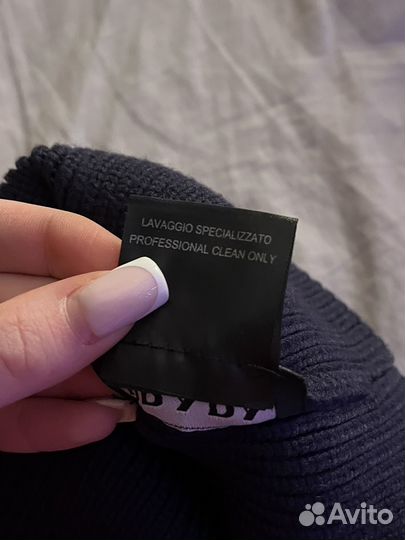 LAVAGGIO SPECIALIZZATO
PROFESSIONAL CLEAN ONLY
Avito